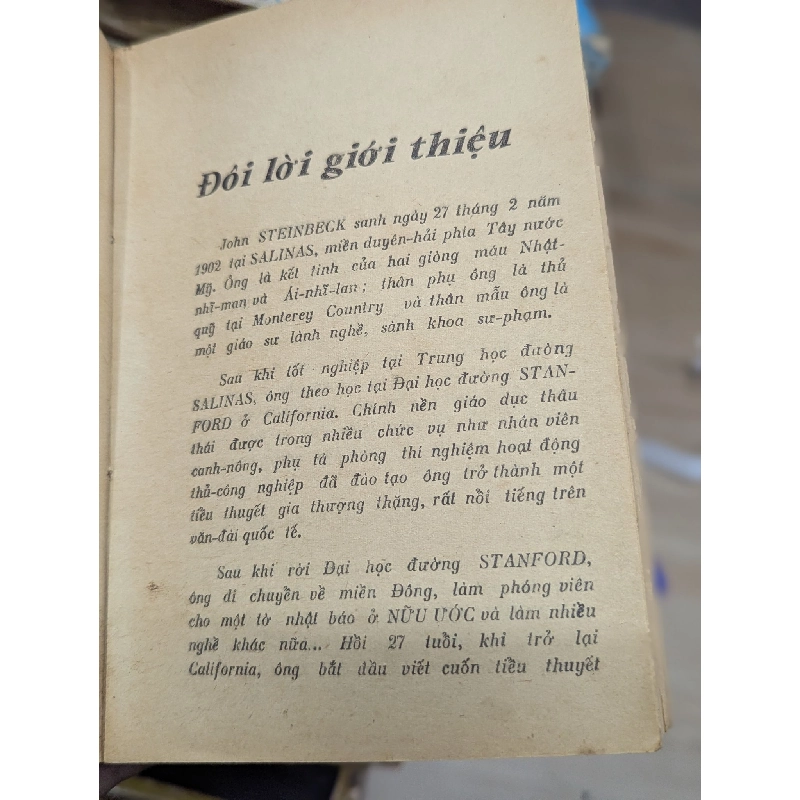 Đôi lời giới thiệu
John STEINBECK sanh ngày 27 tháng 2 năm
1902 tại SALINAS, miền duyên-hải phía Tây nước
Mỹ. Ông là kết tinh của hai giòng máu Nhật-
nhĩ-man và Ái-nhĩ-lan; thân phụ ông là thủ
quỹ tại Monterey Country và thân mẫu ông là
một giáo sư lành nghề, sành khoa sư-phạm.
Sau khi tốt nghiệp tại Trung học đường
SALINAS, ông theo học tại Đại học đường STAN-
FORD ở California. Chính nền giáo dục thâu
thái được trong nhiều chức vụ như nhân viên
canh-nông, phụ tá phòng thí nghiệm hoạt động
thủ-công nghiệp đã đào tạo ông trở thành một
tiểu thuyết gia thượng thặng, rất nổi tiếng trên
văn-đài quốc tế.
Sau khi rời Đại học đường STANFORD,
ông di chuyển về miền Đông, làm phóng viên
cho một tờ nhật báo ở NỮU ƯỚC và làm nhiều
nghề khác nữa... Hồi 27 tuổi, khi trở lại
California, ông bắt đầu viết cuốn tiểu thuyết